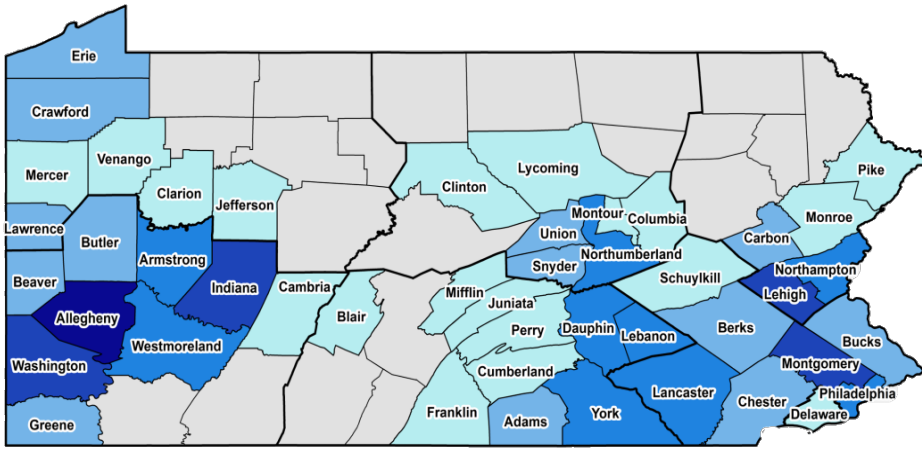 Erie
Crawford
Mercer
Venango
Clarion
Jefferson
Lawrence
Butler
Armstrong
Indiana
Beaver
Allegheny
Westmoreland
Washington
Greene
Cambria
Blair
Clinton
Lycoming
Montour
Columbia
Union
Northumberland
Snyder
Mifflin
Juniata
Perry
Cumberland
Franklin
Adams
York
Dauphin
Lebanon
Lancaster
Schuylkill
Berks
Pike
Monroe
Carbon
Northampton
Lehigh
Bucks
Montgomery
Philadelphia
Chester
Delaware